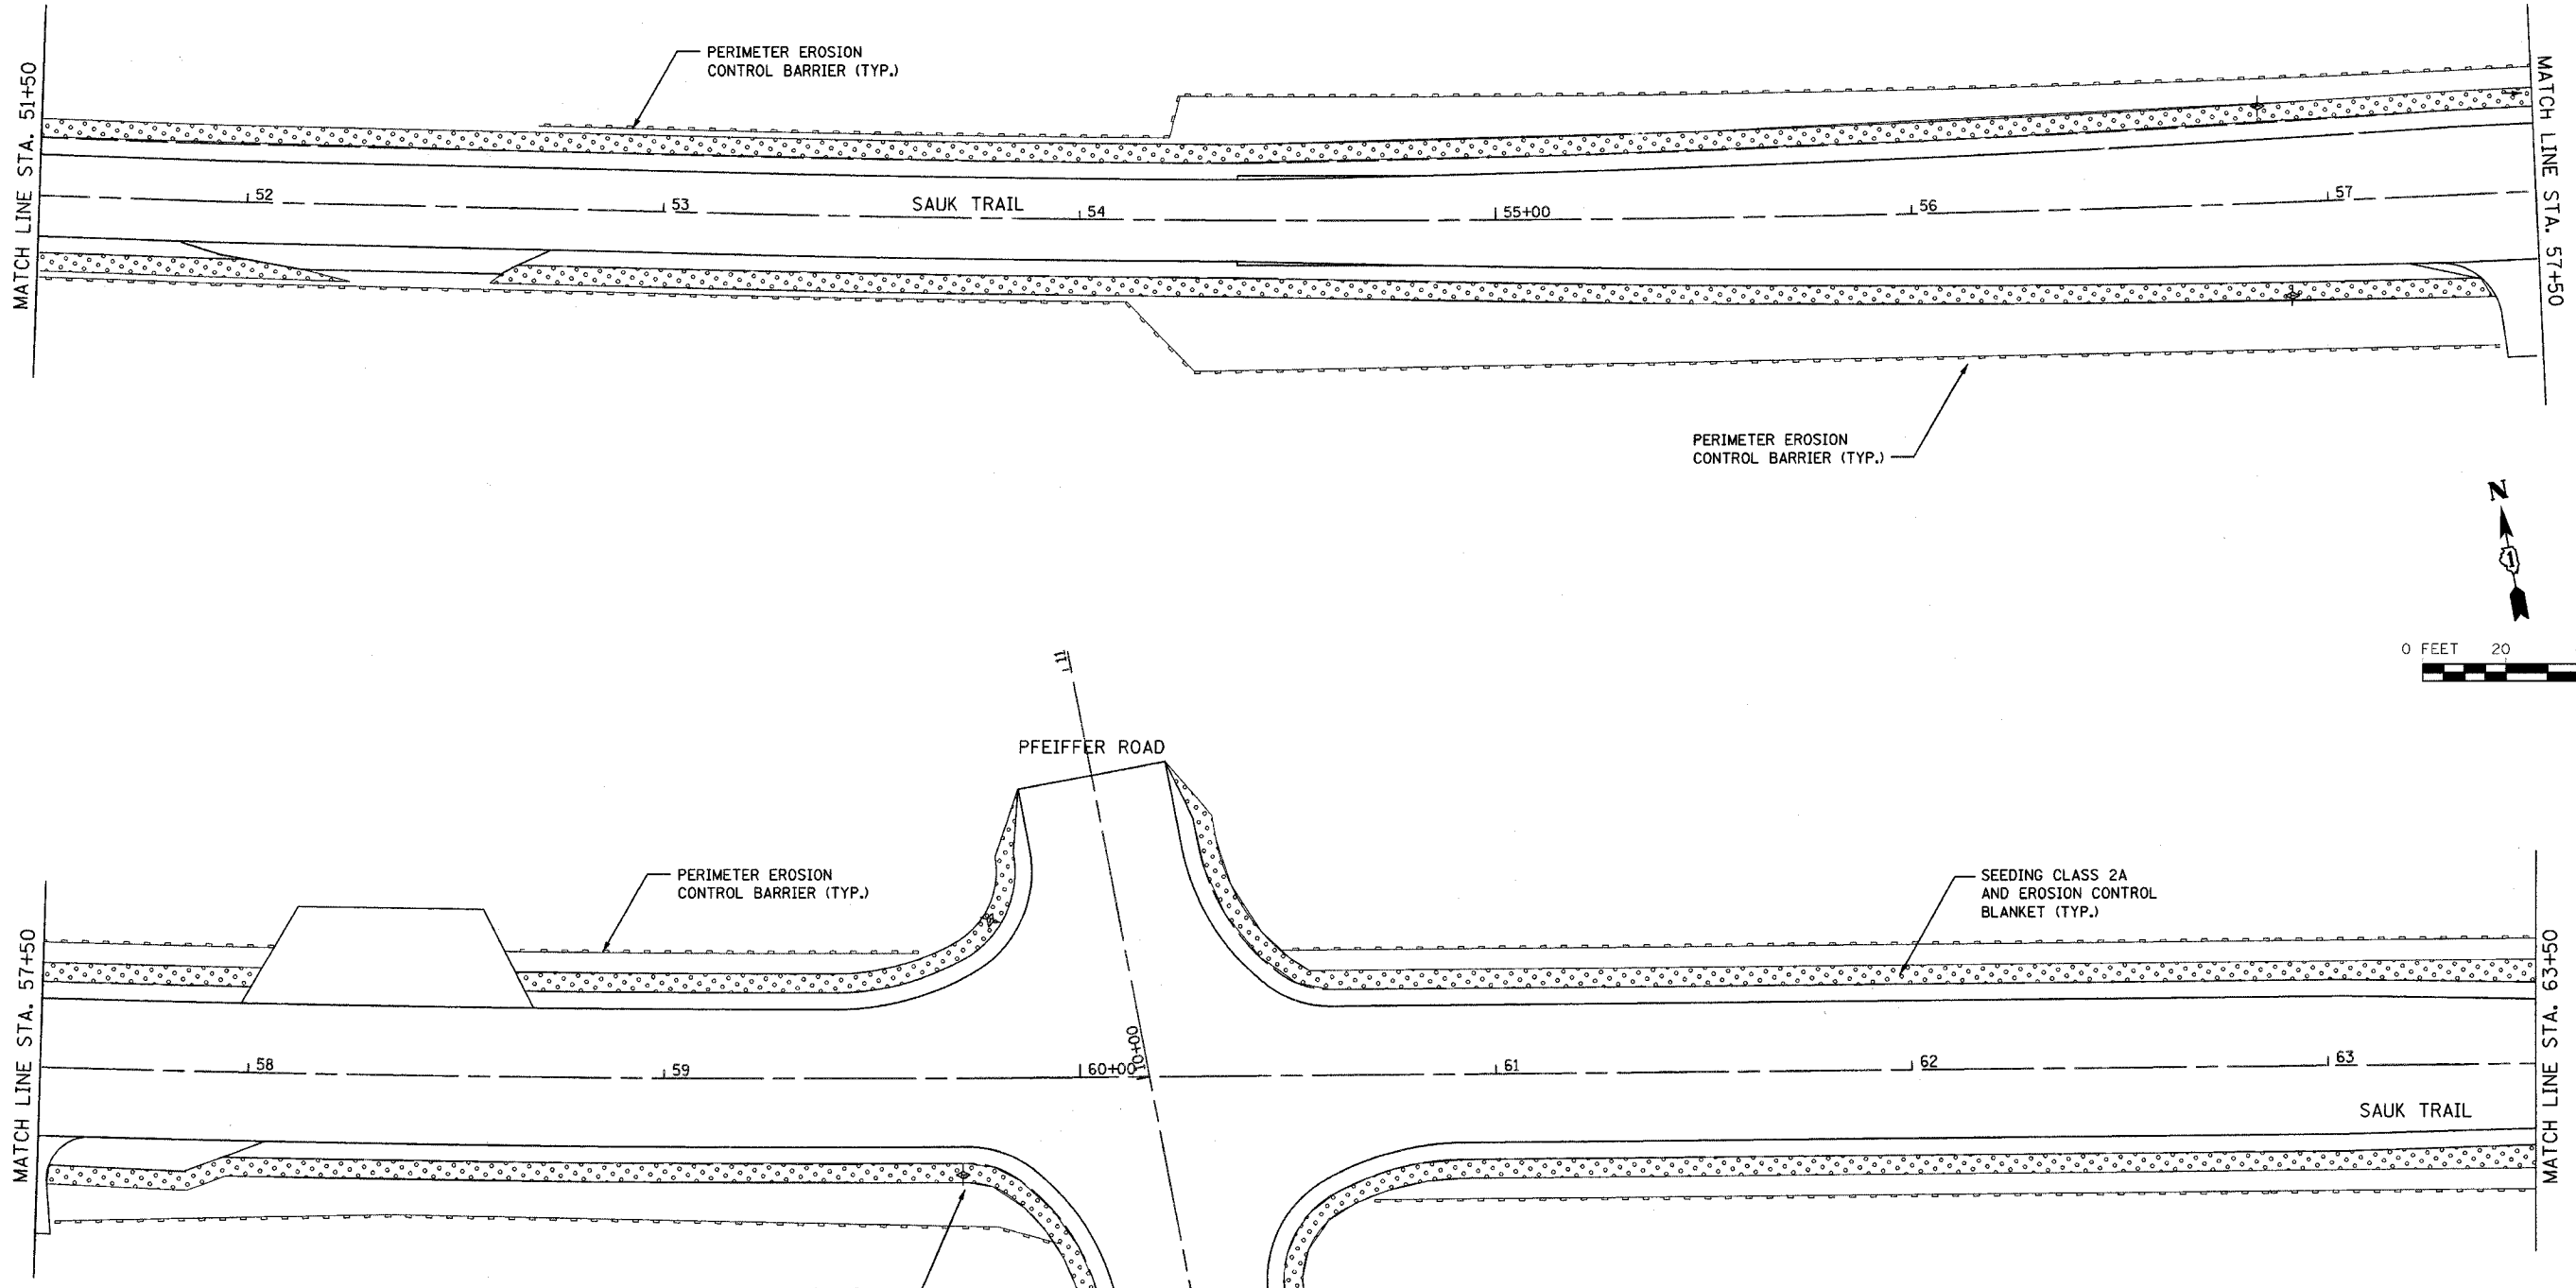 MATCH LINE STA. 51+50
PERIMETER EROSION
CONTROL BARRIER (TYP.)
52
53
SAUK TRAIL
54
55+00
56
57
MATCH LINE STA. 57+50
PERIMETER EROSION
CONTROL BARRIER (TYP.)
N
1
0 FEET 20
11
PFEIFFER ROAD
PERIMETER EROSION
CONTROL BARRIER (TYP.)
SEEDING CLASS 2A
AND EROSION CONTROL
BLANKET (TYP.)
MATCH LINE STA. 57+50
58
59
60+00
10+00
61
62
63
SAUK TRAIL
MATCH LINE STA. 63+50